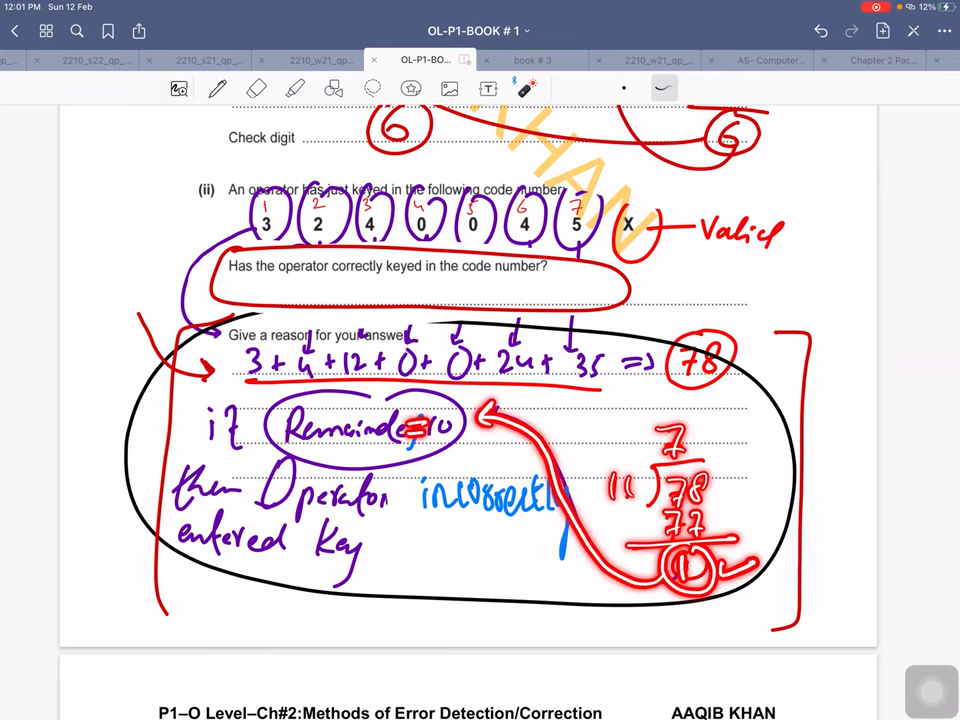 12:01 PM Sun 12 Feb
12%
OL-P1-BOOK # 1
2210_s22_qp_...
2210_s21_qp_...
2210_w21_qp...
OL-P1-BO...
book # 3
2210_w21_qp...
AS- Computer...
Chapter 2 Pac...
KHAN
6
6
Check digit
(ii) An operator has just keyed in the following code number:
1 2 3 4 5 6 7
3 2 4 0 0 4 5 X
Valid
Has the operator correctly keyed in the code number?
Give a reason for your answer
3 + 4 + 12 + 0 + 0 + 24 + 35 => 78
if = 10
7
11 ) 78
77
1
then Operator incorrectly
entered key
P1–O Level–Ch#2:Methods of Error Detection/Correction AAQIB KHAN